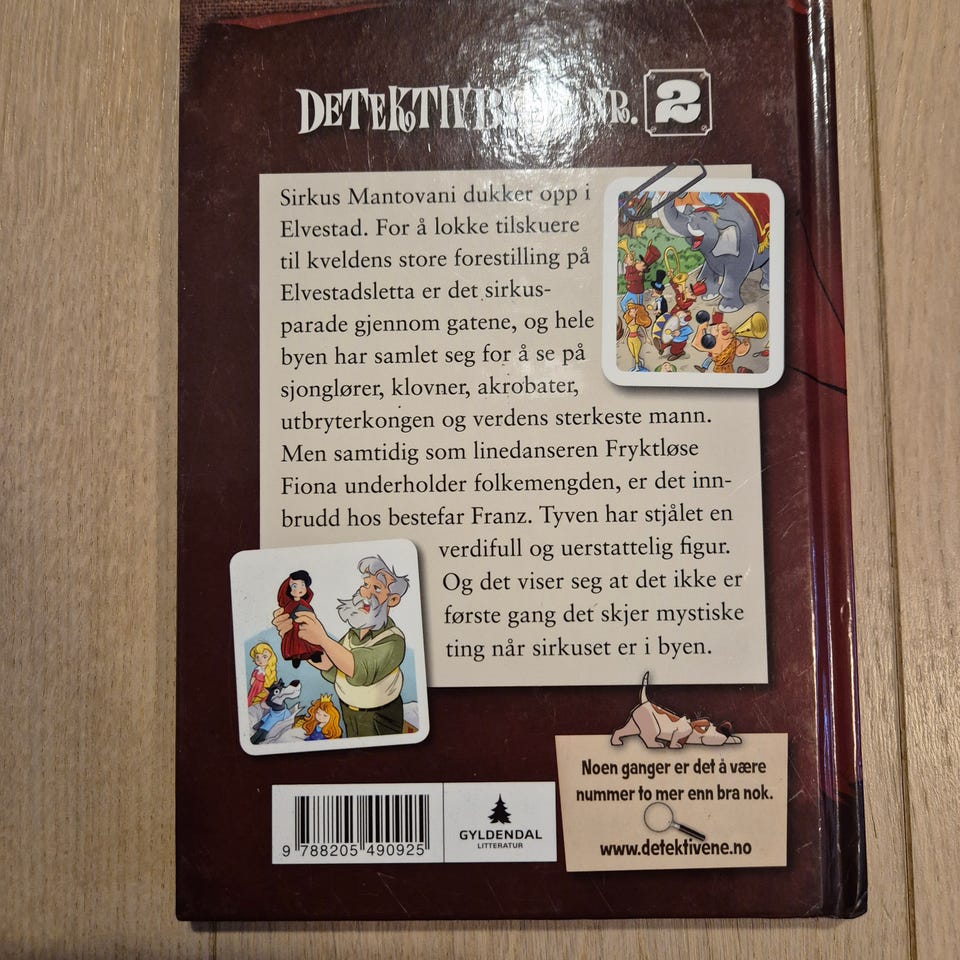 NR. 2
Sirkus Mantovani dukker opp i
Elvestad. For å lokke tilskuere
til kveldens store forestilling på
Elvestadsletta er det sirkus-
parade gjennom gatene, og hele
byen har samlet seg for å se på
sjonglører, klovner, akrobater,
utbryterkongen og verdens sterkeste mann.
Men samtidig som linedanseren Fryktløse
Fiona underholder folkemengden, er det inn-
brudd hos bestefar Franz. Tyven har stjålet en
verdifull og uerstattelig figur.
Og det viser seg at det ikke er
første gang det skjer mystiske
ting når sirkuset er i byen.
Noen ganger er det å være
nummer to mer enn bra nok.
www.detektivene.no
GYLDENDAL
LITTERATUR
9 788205 490925